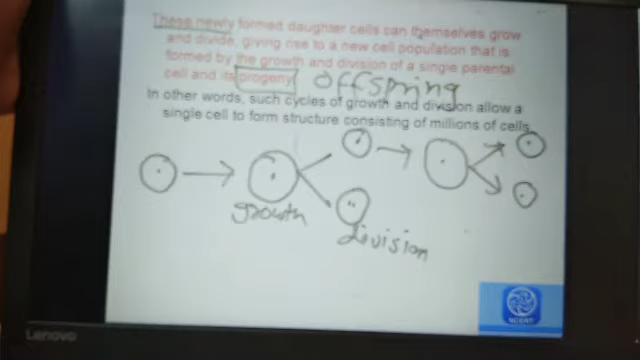 These newly formed daughter cells can themselves grow
and divide, giving rise to a new cell population that is
formed by the growth and division of a single parental
cell and its progeny. offspring
In other words, such cycles of growth and division allow a
single cell to form structure consisting of millions of cells.
growth
division
NCERT
Lenovo